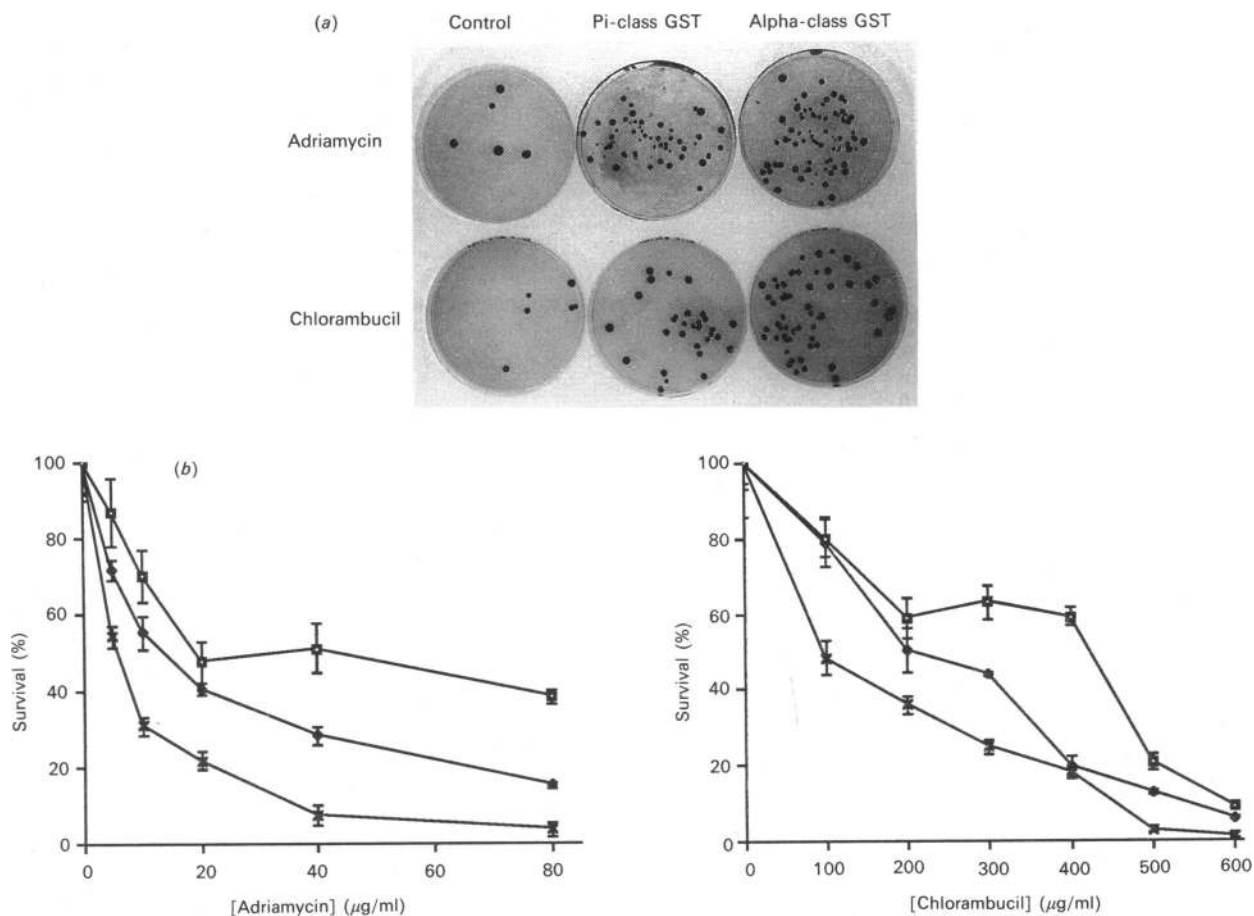 (a) Control Pi-class GST Alpha-class GST
Adriamycin
Chlorambucil
(b)
100
80
60
40
20
0
Survival (%)
0 20 40 60 80
[Adriamycin] (μg/ml)
100
80
60
40
20
0
Survival (%)
0 100 200 300 400 500 600
[Chlorambucil] (μg/ml)